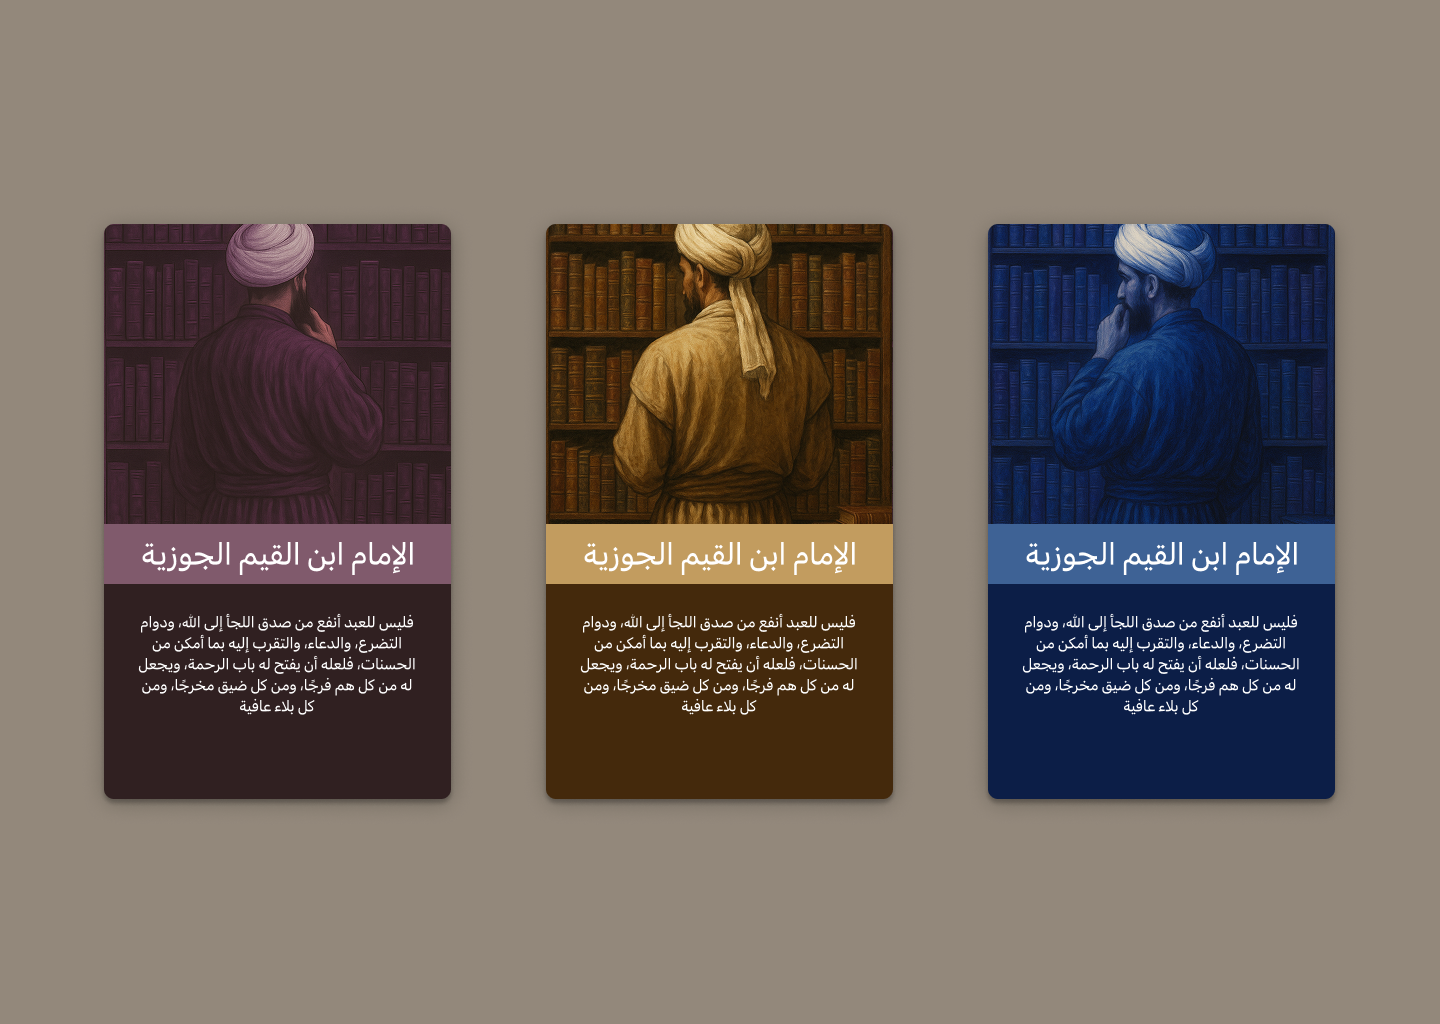 الإمام ابن القيم الجوزية
فليس للعبد أنفع من صدق اللجأ إلى الله، ودوام
التضرع، والدعاء، والتقرب إليه بما أمكن من
الحسنات، فلعله أن يفتح له باب الرحمة، ويجعل
له من كل هم فرجًا، ومن كل ضيق مخرجًا، ومن
كل بلاء عافية
الإمام ابن القيم الجوزية
فليس للعبد أنفع من صدق اللجأ إلى الله، ودوام
التضرع، والدعاء، والتقرب إليه بما أمكن من
الحسنات، فلعله أن يفتح له باب الرحمة، ويجعل
له من كل هم فرجًا، ومن كل ضيق مخرجًا، ومن
كل بلاء عافية
الإمام ابن القيم الجوزية
فليس للعبد أنفع من صدق اللجأ إلى الله، ودوام
التضرع، والدعاء، والتقرب إليه بما أمكن من
الحسنات، فلعله أن يفتح له باب الرحمة، ويجعل
له من كل هم فرجًا، ومن كل ضيق مخرجًا، ومن
كل بلاء عافية